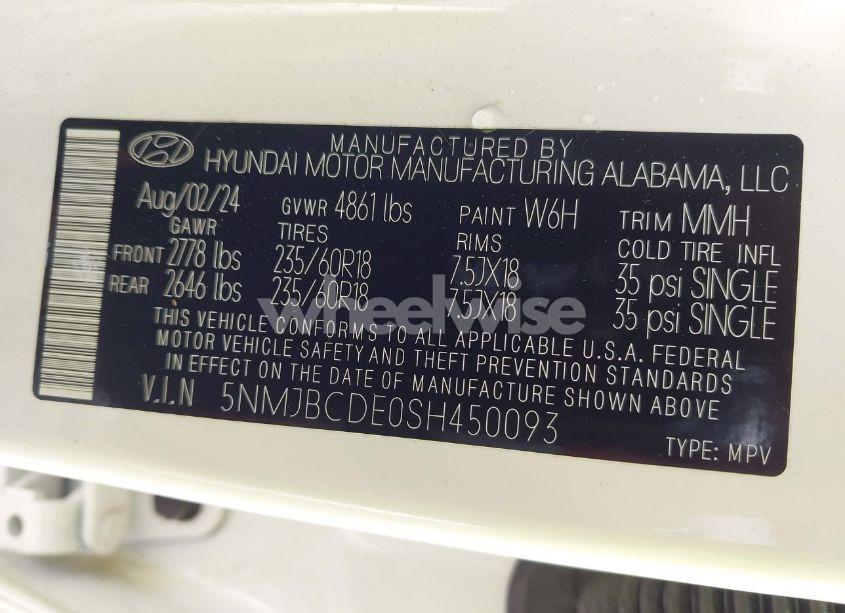 MANUFACTURED BY
HYUNDAI MOTOR MANUFACTURING ALABAMA, LLC
Aug/02/24 GVWR 4861 lbs PAINT W6H TRIM MMH
GAWR TIRES RIMS COLD TIRE INFL
FRONT 2778 lbs 235/60R18 7.5JX18 35 psi SINGLE
REAR 2646 lbs 235/60R18 7.5JX18 35 psi SINGLE
wheelwise
THIS VEHICLE CONFORMS TO ALL APPLICABLE U.S.A. FEDERAL
MOTOR VEHICLE SAFETY AND THEFT PREVENTION STANDARDS
IN EFFECT ON THE DATE OF MANUFACTURE SHOWN ABOVE
V.I.N 5NMJBCDE0SH450093
TYPE: MPV